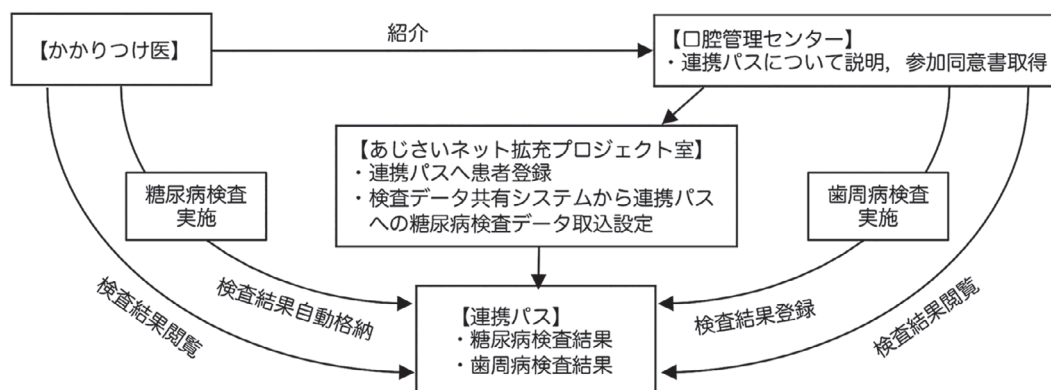 【かかりつけ医】
紹介
【口腔管理センター】
・連携パスについて説明，参加同意書取得
【あじさいネット拡充プロジェクト室】
・連携パスへ患者登録
・検査データ共有システムから連携パス
への糖尿病検査データ取込設定
糖尿病検査
実施
歯周病検査
実施
検査結果閲覧
検査結果自動格納
【連携パス】
・糖尿病検査結果
・歯周病検査結果
検査結果登録
検査結果閲覧